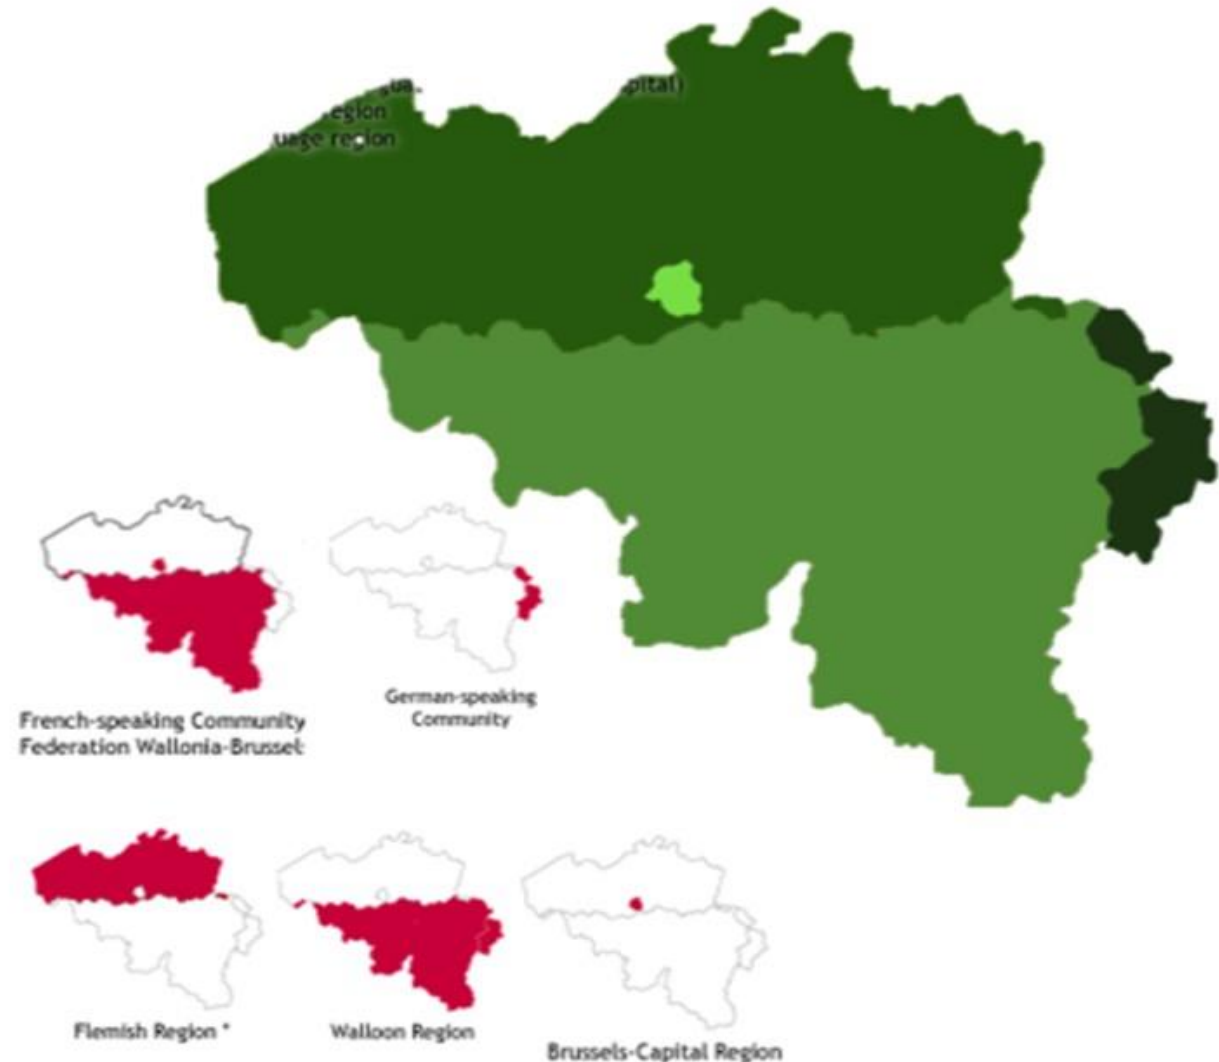 pital)
egion
uage region
French-speaking Community
Federation Wallonia-Brussel
German-speaking
Community
Flemish Region *
Walloon Region
Brussels-Capital Region